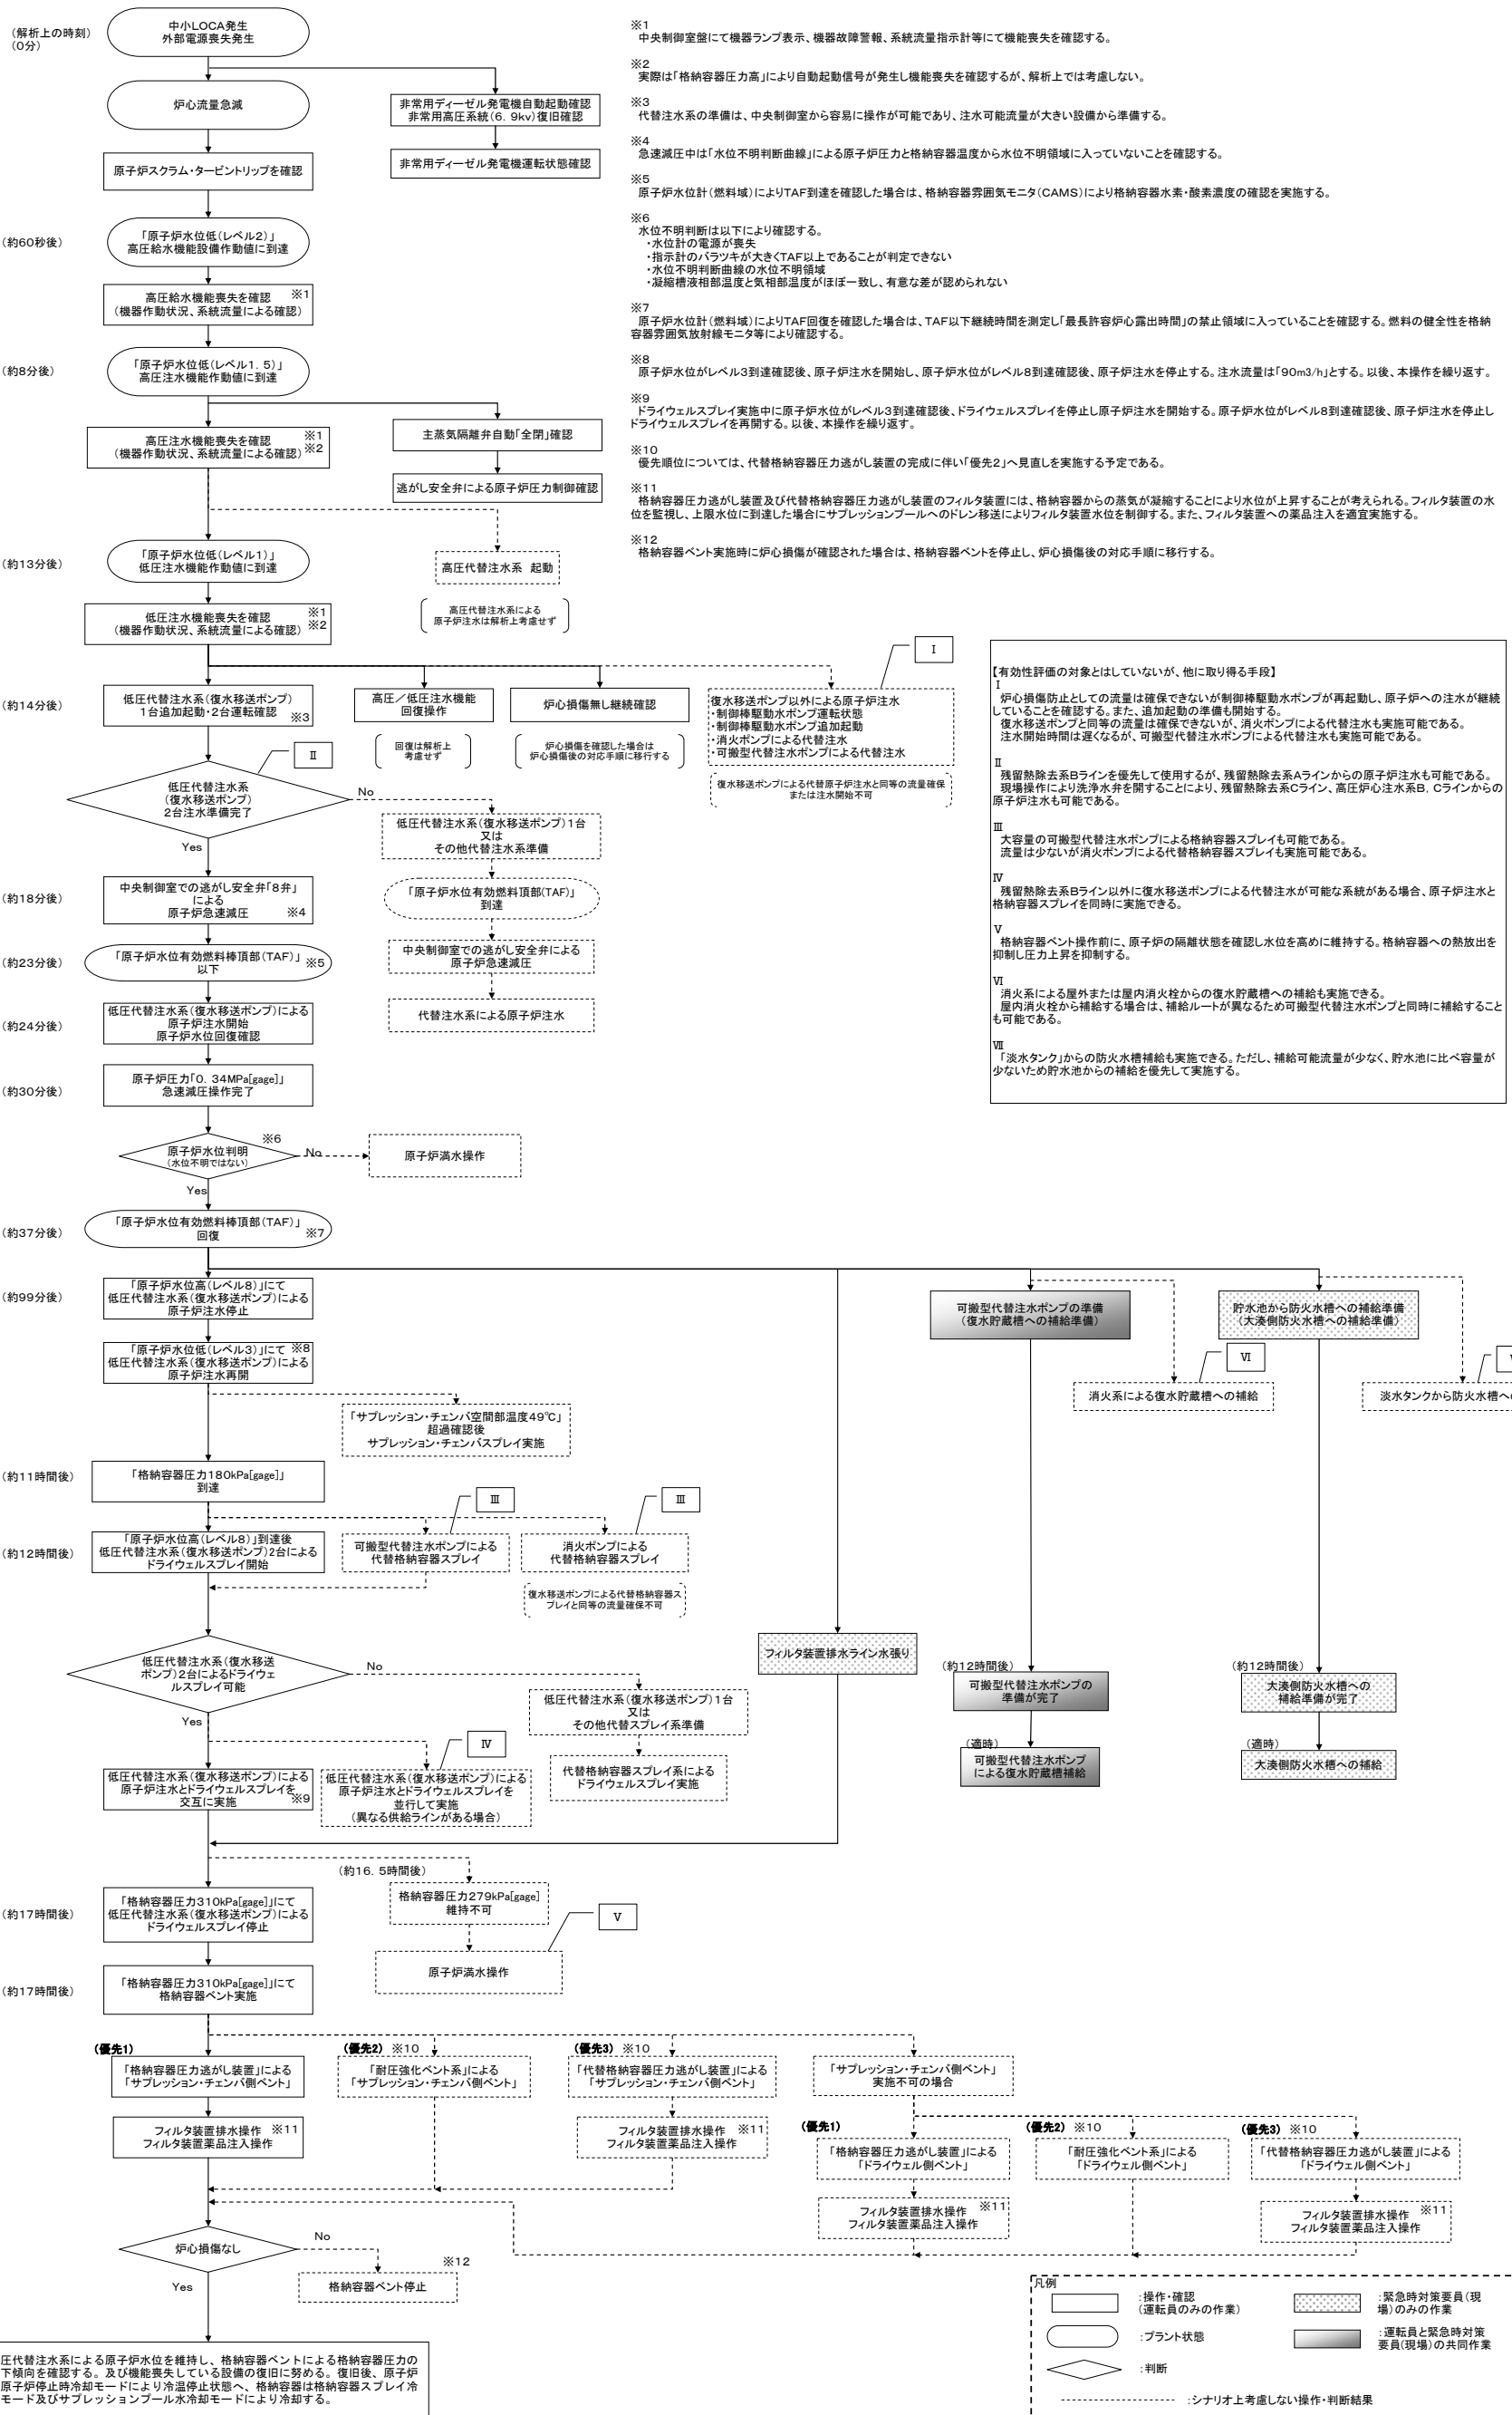 (解析上の時刻)
(0分)
中小LOCA発生
外部電源喪失発生
炉心流量急減
非常用ディーゼル発電機自動起動確認
非常用高圧系統(6.9kv)復旧確認
非常用ディーゼル発電機運転状態確認
原子炉スクラム・タービントリップを確認
(約60秒後)
「原子炉水位低(レベル2)」
高圧給水機能設備作動値に到達
高圧給水機能喪失を確認 ※1
(機器作動状況、系統流量による確認)
(約8分後)
「原子炉水位低(レベル1.5)」
高圧注水機能作動値に到達
高圧注水機能喪失を確認 ※1
(機器作動状況、系統流量による確認) ※2
主蒸気隔離弁自動「全閉」確認
逃がし安全弁による原子炉圧力制御確認
(約13分後)
「原子炉水位低(レベル1)」
低圧注水機能作動値に到達
高圧代替注水系 起動
高圧代替注水系による
原子炉注水は解析上考慮せず
低圧注水機能喪失を確認 ※1
(機器作動状況、系統流量による確認) ※2
※1
中央制御室盤にて機器ランプ表示、機器故障警報、系統流量指示計等にて機能喪失を確認する。
※2
実際は「格納容器圧力高」により自動起動信号が発生し機能喪失を確認するが、解析上では考慮しない。
※3
代替注水系の準備は、中央制御室から容易に操作が可能であり、注水可能流量が大きい設備から準備する。
※4
急速減圧中は「水位不明判断曲線」による原子炉圧力と格納容器温度から水位不明領域に入っていないことを確認する。
※5
原子炉水位計(燃料域)によりTAF到達を確認した場合は、格納容器雰囲気モニタ(CAMS)により格納容器水素・酸素濃度の確認を実施する。
※6
水位不明判断は以下により確認する。
・水位計の電源が喪失
・指示計のバラツキが大きくTAF以上であることが判定できない
・水位不明判断曲線の水位不明領域
・凝縮槽液相部温度と気相部温度がほぼ一致し、有意な差が認められない
※7
原子炉水位計(燃料域)によりTAF回復を確認した場合は、TAF以下継続時間を測定し「最長許容炉心露出時間」の禁止領域に入っていることを確認する。燃料の健全性を格納
容器雰囲気放射線モニタ等により確認する。
※8
原子炉水位がレベル3到達確認後、原子炉注水を開始し、原子炉水位がレベル8到達確認後、原子炉注水を停止する。注水流量は「90m3/h」とする。以後、本操作を繰り返す。
※9
ドライウェルスプレイ実施中に原子炉水位がレベル3到達確認後、ドライウェルスプレイを停止し原子炉注水を開始する。原子炉水位がレベル8到達確認後、原子炉注水を停止し
ドライウェルスプレイを再開する。以後、本操作を繰り返す。
※10
優先順位については、代替格納容器圧力逃がし装置の完成に伴い「優先2」へ見直しを実施する予定である。
※11
格納容器圧力逃がし装置及び代替格納容器圧力逃がし装置のフィルタ装置には、格納容器からの蒸気が凝縮することにより水位が上昇することが考えられる。フィルタ装置の水
位を監視し、上限水位に到達した場合にサプレッションプールへのドレン移送によりフィルタ装置水位を制御する。また、フィルタ装置への薬品注入を適宜実施する。
※12
格納容器ベント実施時に炉心損傷が確認された場合は、格納容器ベントを停止し、炉心損傷後の対応手順に移行する。
(約14分後)
低圧代替注水系(復水移送ポンプ)
1台追加起動・2台運転確認 ※3
高圧/低圧注水機能
回復操作
回復は解析上
考慮せず
炉心損傷無し継続確認
炉心損傷を確認した場合は
炉心損傷後の対応手順に移行する
Ⅰ
復水移送ポンプ以外による原子炉注水
・制御棒駆動水ポンプ運転状態
・制御棒駆動水ポンプ追加起動
・消火ポンプによる代替注水
・可搬型代替注水ポンプによる代替注水
復水移送ポンプによる代替原子炉注水と同等の流量確保
または注水開始不可
【有効性評価の対象とはしていないが、他に取り得る手段】
Ⅰ
炉心損傷防止としての流量は確保できないが制御棒駆動水ポンプが再起動し、原子炉への注水が継続
していることを確認する。また、追加起動の準備も開始する。
復水移送ポンプと同等の流量は確保できないが、消火ポンプによる代替注水も実施可能である。
注水開始時間は遅くなるが、可搬型代替注水ポンプによる代替注水も実施可能である。
Ⅱ
残留熱除去系Bラインを優先して使用するが、残留熱除去系Aラインからの原子炉注水も可能である。
現場操作により洗浄水弁を開することにより、残留熱除去系Cライン、高圧炉心注水系B,Cラインからの
原子炉注水も可能である。
Ⅲ
大容量の可搬型代替注水ポンプによる格納容器スプレイも可能である。
流量は少ないが消火ポンプによる代替格納容器スプレイも実施可能である。
Ⅳ
残留熱除去系Bライン以外に復水移送ポンプによる代替注水が可能な系統がある場合、原子炉注水と
格納容器スプレイを同時に実施できる。
Ⅴ
格納容器ベント操作前に、原子炉の隔離状態を確認し水位を高めに維持する。格納容器への熱放出を
抑制し圧力上昇を抑制する。
Ⅵ
消火系による屋外または屋内消火栓からの復水貯蔵槽への補給も実施できる。
屋内消火栓から補給する場合は、補給ルートが異なるため可搬型代替注水ポンプと同時に補給すること
も可能である。
Ⅶ
「淡水タンク」からの防火水槽補給も実施できる。ただし、補給可能流量が少なく、貯水池に比べ容量が
少ないため貯水池からの補給を優先して実施する。
Ⅱ
低圧代替注水系
(復水移送ポンプ)
2台注水準備完了
No
Yes
低圧代替注水系(復水移送ポンプ)1台
又は
その他代替注水系準備
(約18分後)
中央制御室での逃がし安全弁「8弁」
による
原子炉急速減圧 ※4
「原子炉水位有効燃料頂部(TAF)」
到達
(約23分後)
「原子炉水位有効燃料棒頂部(TAF)」
以下 ※5
中央制御室での逃がし安全弁による
原子炉急速減圧
(約24分後)
低圧代替注水系(復水移送ポンプ)による
原子炉注水開始
原子炉水位回復確認
代替注水系による原子炉注水
(約30分後)
原子炉圧力「0.34MPa[gage]」
急速減圧操作完了
原子炉水位判明
(水位不明ではない)
※6
No
Yes
原子炉満水操作
(約37分後)
「原子炉水位有効燃料棒頂部(TAF)」
回復 ※7
(約99分後)
「原子炉水位高(レベル8)」にて
低圧代替注水系(復水移送ポンプ)による
原子炉注水停止
可搬型代替注水ポンプの準備
(復水貯蔵槽への補給準備)
貯水池から防火水槽への補給準備
(大湊側防火水槽への補給準備)
「原子炉水位低(レベル3)」にて ※8
低圧代替注水系(復水移送ポンプ)による
原子炉注水再開
Ⅵ
消火系による復水貯蔵槽への補給
淡水タンクから防火水槽への
「サプレッション・チェンバ空間部温度49℃」
超過確認後
サプレッション・チェンバスプレイ実施
(約11時間後)
「格納容器圧力180kPa[gage]」
到達
Ⅲ
Ⅲ
(約12時間後)
「原子炉水位高(レベル8)」到達後
低圧代替注水系(復水移送ポンプ)2台による
ドライウェルスプレイ開始
可搬型代替注水ポンプによる
代替格納容器スプレイ
消火ポンプによる
代替格納容器スプレイ
復水移送ポンプによる代替格納容器ス
プレイと同等の流量確保不可
フィルタ装置排水ライン水張り
低圧代替注水系(復水移送
ポンプ)2台によるドライウェ
ルスプレイ可能
No
Yes
低圧代替注水系(復水移送ポンプ)1台
又は
その他代替スプレイ系準備
(約12時間後)
可搬型代替注水ポンプの
準備が完了
(約12時間後)
大湊側防火水槽への
補給準備が完了
(適時)
可搬型代替注水ポンプ
による復水貯蔵槽補給
(適時)
大湊側防火水槽への補給
Ⅳ
低圧代替注水系(復水移送ポンプ)による
原子炉注水とドライウェルスプレイを
交互に実施 ※9
低圧代替注水系(復水移送ポンプ)による
原子炉注水とドライウェルスプレイを
並行して実施
(異なる供給ラインがある場合)
代替格納容器スプレイ系による
ドライウェルスプレイ実施
(約16.5時間後)
格納容器圧力279kPa[gage]
維持不可
Ⅴ
原子炉満水操作
(約17時間後)
「格納容器圧力310kPa[gage]」にて
低圧代替注水系(復水移送ポンプ)による
ドライウェルスプレイ停止
(約17時間後)
「格納容器圧力310kPa[gage]」にて
格納容器ベント実施
(優先1)
「格納容器圧力逃がし装置」による
「サプレッション・チェンバ側ベント」
(優先2) ※10
「耐圧強化ベント系」による
「サプレッション・チェンバ側ベント」
(優先3) ※10
「代替格納容器圧力逃がし装置」による
「サプレッション・チェンバ側ベント」
「サプレッション・チェンバ側ベント」
実施不可の場合
フィルタ装置排水操作 ※11
フィルタ装置薬品注入操作
フィルタ装置排水操作 ※11
フィルタ装置薬品注入操作
(優先1)
「格納容器圧力逃がし装置」による
「ドライウェル側ベント」
(優先2) ※10
「耐圧強化ベント系」による
「ドライウェル側ベント」
(優先3) ※10
「代替格納容器圧力逃がし装置」による
「ドライウェル側ベント」
フィルタ装置排水操作 ※11
フィルタ装置薬品注入操作
フィルタ装置排水操作 ※11
フィルタ装置薬品注入操作
炉心損傷なし
No
Yes
※12
格納容器ベント停止
圧代替注水系による原子炉水位を維持し、格納容器ベントによる格納容器圧力の
下傾向を確認する。及び機能喪失している設備の復旧に努める。復旧後、原子炉
原子炉停止時冷却モードにより冷温停止状態へ、格納容器は格納容器スプレイ冷
モード及びサプレッションプール水冷却モードにより冷却する。
凡例
:操作・確認
(運転員のみの作業)
:緊急時対策要員(現
場)のみの作業
:プラント状態
:運転員と緊急時対策
要員(現場)の共同作業
:判断
:シナリオ上考慮しない操作・判断結果